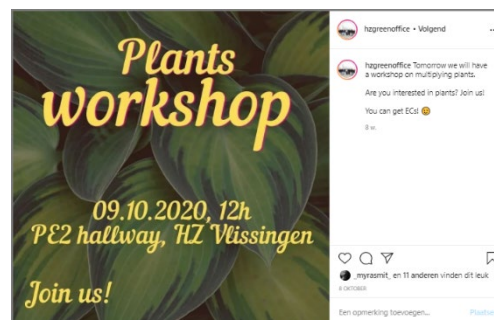 Plants
workshop
09.10.2020, 12h
PE2 hallway, HZ Vlissingen
Join us!
hzgreenoffice • Volgend
hzgreenoffice Tomorrow we will have
a workshop on multiplying plants.
Are you interested in plants? Join us!
You can get ECs! 😉
8 w.
_myrasmit_ en 11 anderen vinden dit leuk
8 OKTOBER
Een opmerking toevoegen...
Plaatsen